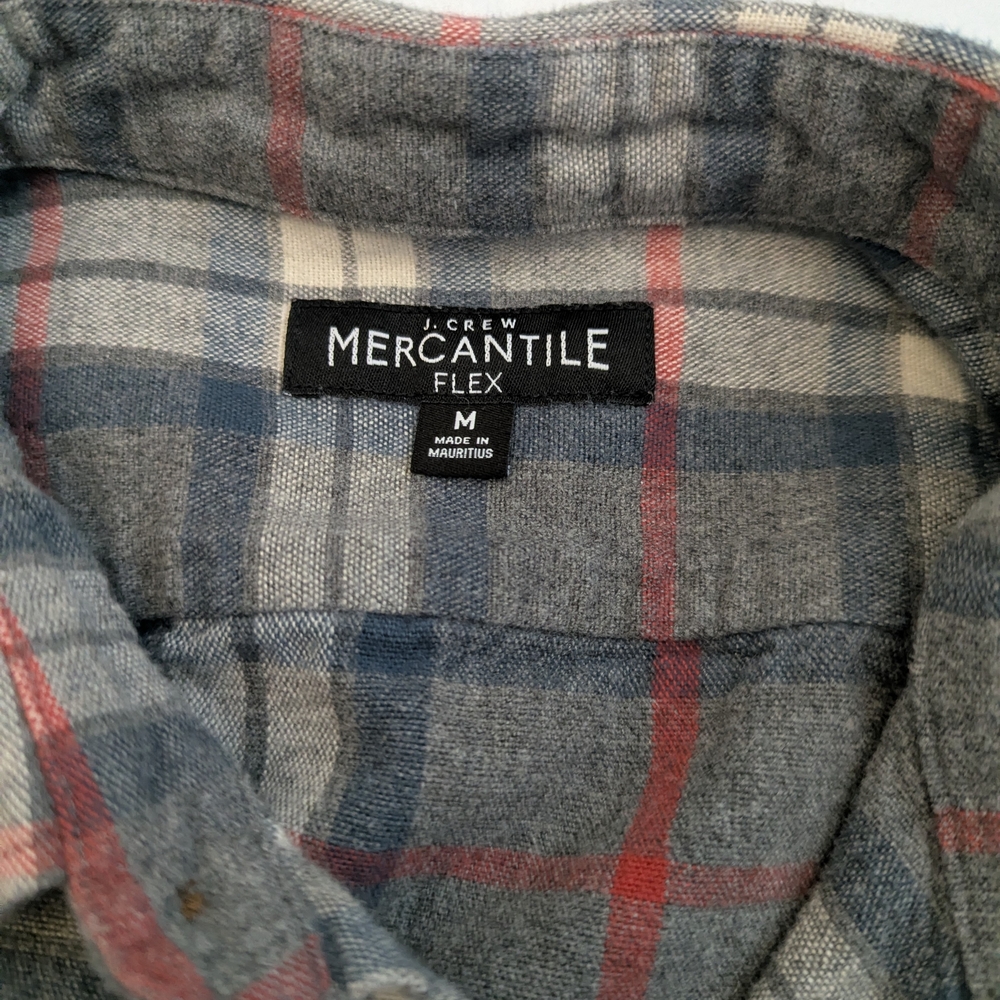 J. CREW
MERCANTILE
FLEX
M
MADE IN
MAURITIUS